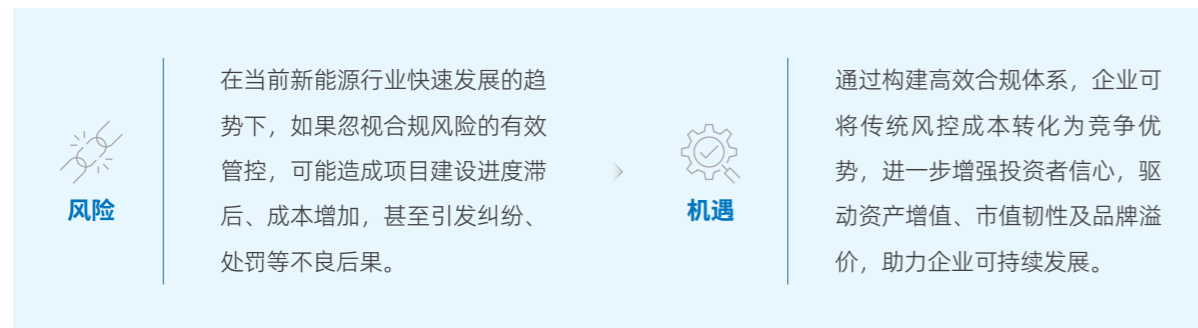 风险
在当前新能源行业快速发展的趋
势下，如果忽视合规风险的有效
管控，可能造成项目建设进度滞
后、成本增加，甚至引发纠纷、
处罚等不良后果。
机遇
通过构建高效合规体系，企业可
将传统风控成本转化为竞争优
势，进一步增强投资者信心，驱
动资产增值、市值韧性及品牌溢
价，助力企业可持续发展。